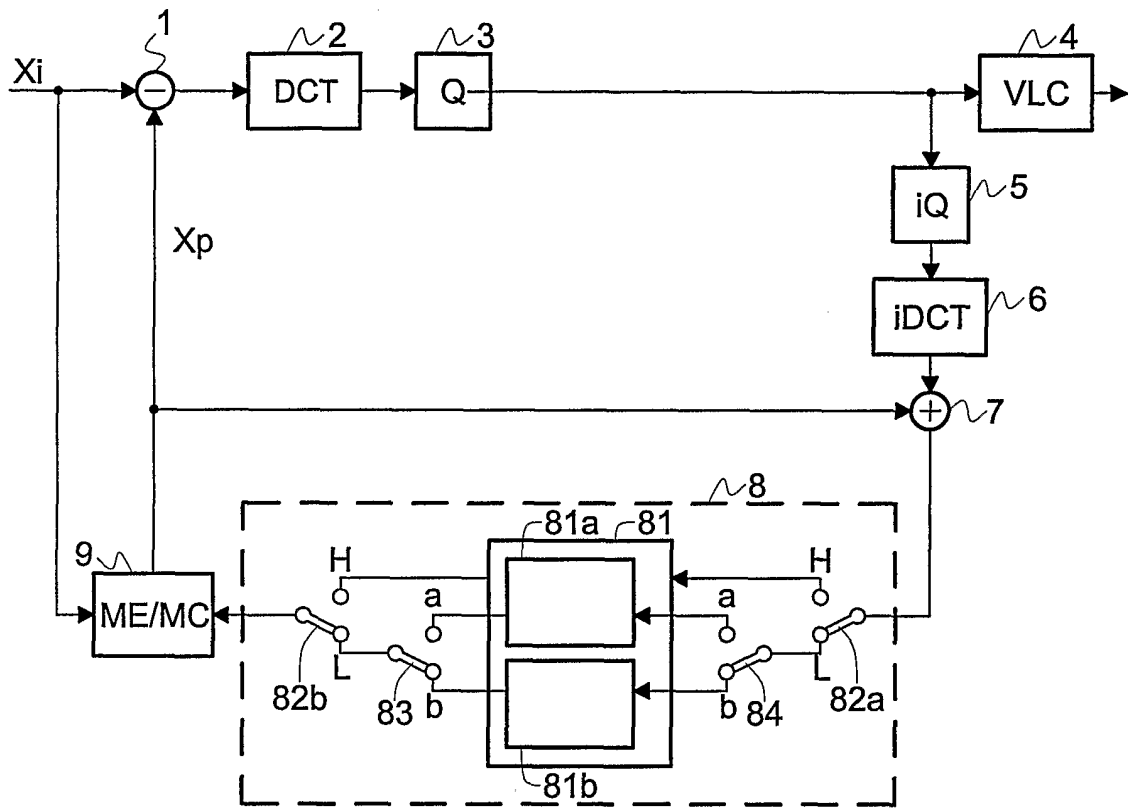 1
2
3
4
Xi
−
DCT
Q
VLC
iQ
5
Xp
iDCT
6
+
7
8
81a
81
9
H
H
ME/MC
a
a
L
L
82b
83
b
b
84
82a
81b